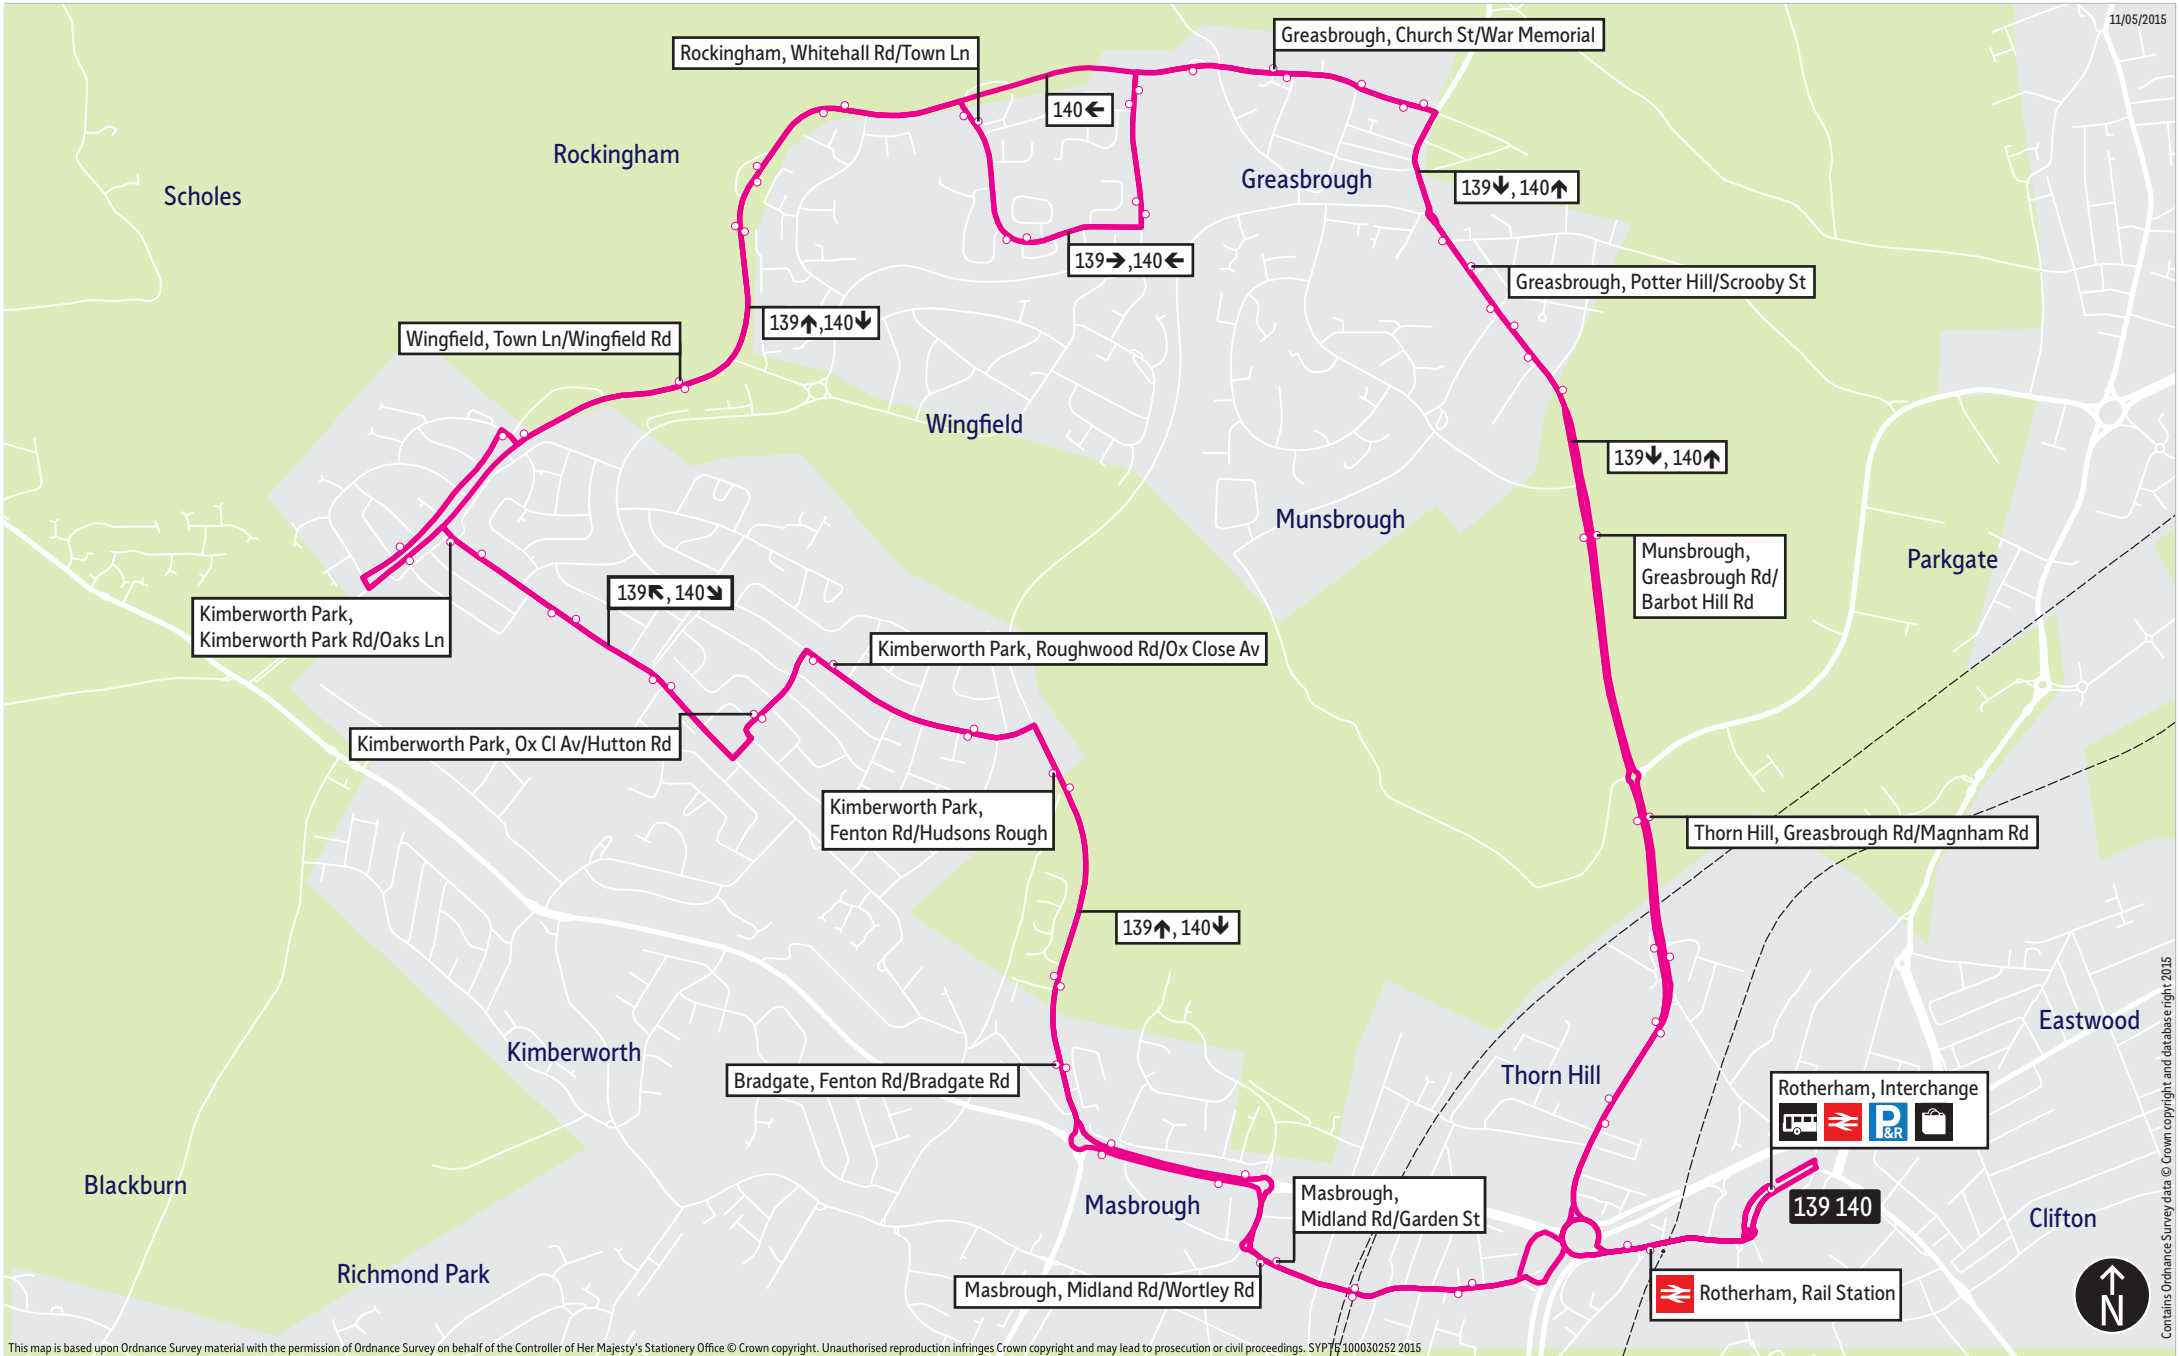 11/05/2015
Greasbrough, Church St/War Memorial
Rockingham, Whitehall Rd/Town Ln
140←
Rockingham
Scholes
Greasbrough
139↓, 140↑
139→,140←
Greasbrough, Potter Hill/Scrooby St
139↑,140↓
Wingfield, Town Ln/Wingfield Rd
Wingfield
139↓, 140↑
Munsbrough
Munsbrough,
Greasbrough Rd/
Barbot Hill Rd
Parkgate
139↖, 140↘
Kimberworth Park,
Kimberworth Park Rd/Oaks Ln
Kimberworth Park, Roughwood Rd/Ox Close Av
Kimberworth Park, Ox Cl Av/Hutton Rd
Kimberworth Park,
Fenton Rd/Hudsons Rough
Thorn Hill, Greasbrough Rd/Magnham Rd
139↑, 140↓
Eastwood
Kimberworth
Bradgate, Fenton Rd/Bradgate Rd
Thorn Hill
Rotherham, Interchange
P
&R
Blackburn
Masbrough
Masbrough,
Midland Rd/Garden St
139 140
Clifton
Richmond Park
Masbrough, Midland Rd/Wortley Rd
Rotherham, Rail Station
N
Contains Ordnance Survey data © Crown copyright and database right 2015
This map is based upon Ordnance Survey material with the permission of Ordnance Survey on behalf of the Controller of Her Majesty's Stationery Office © Crown copyright. Unauthorised reproduction infringes Crown copyright and may lead to prosecution or civil proceedings. SYPTE 100030252 2015